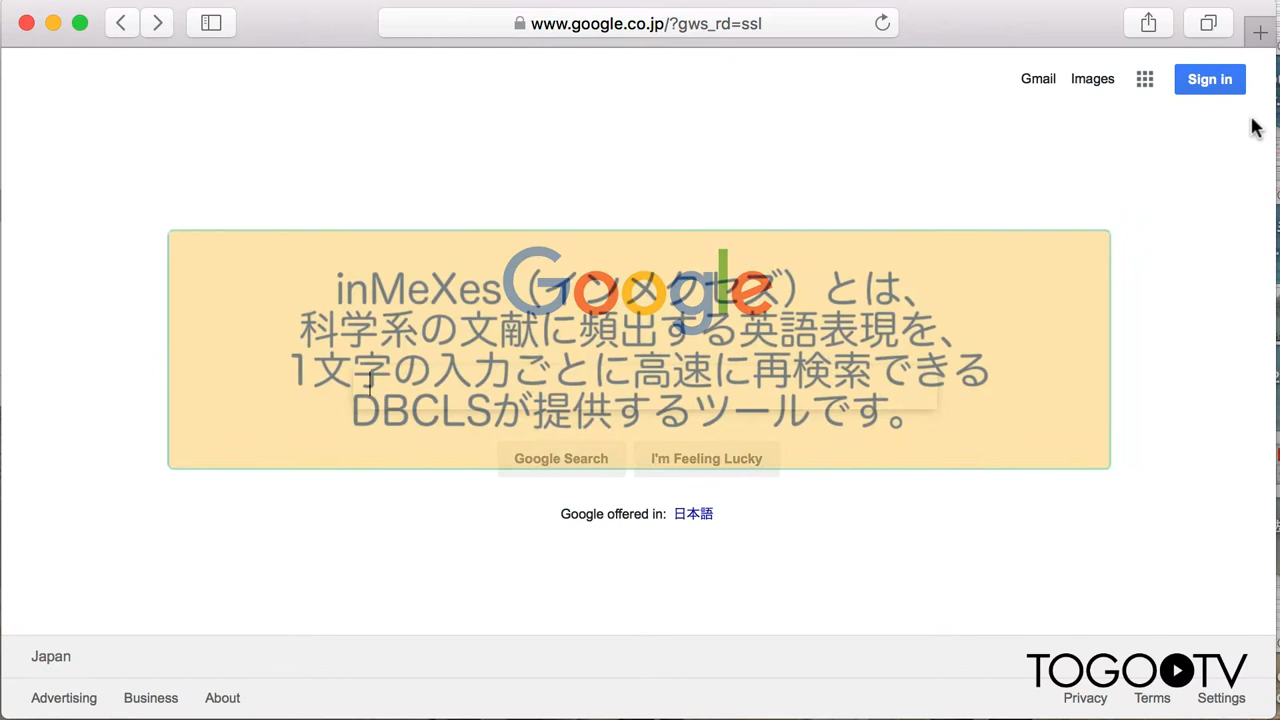 www.google.co.jp/?gws_rd=ssl
Gmail Images Sign in
Google
inMeXes（インメクセズ）とは、
科学系の文献に頻出する英語表現を、
1文字の入力ごとに高速に再検索できる
DBCLSが提供するツールです。
Google Search I'm Feeling Lucky
Google offered in: 日本語
Japan
TOGOTV
Advertising Business About Privacy Terms Settings